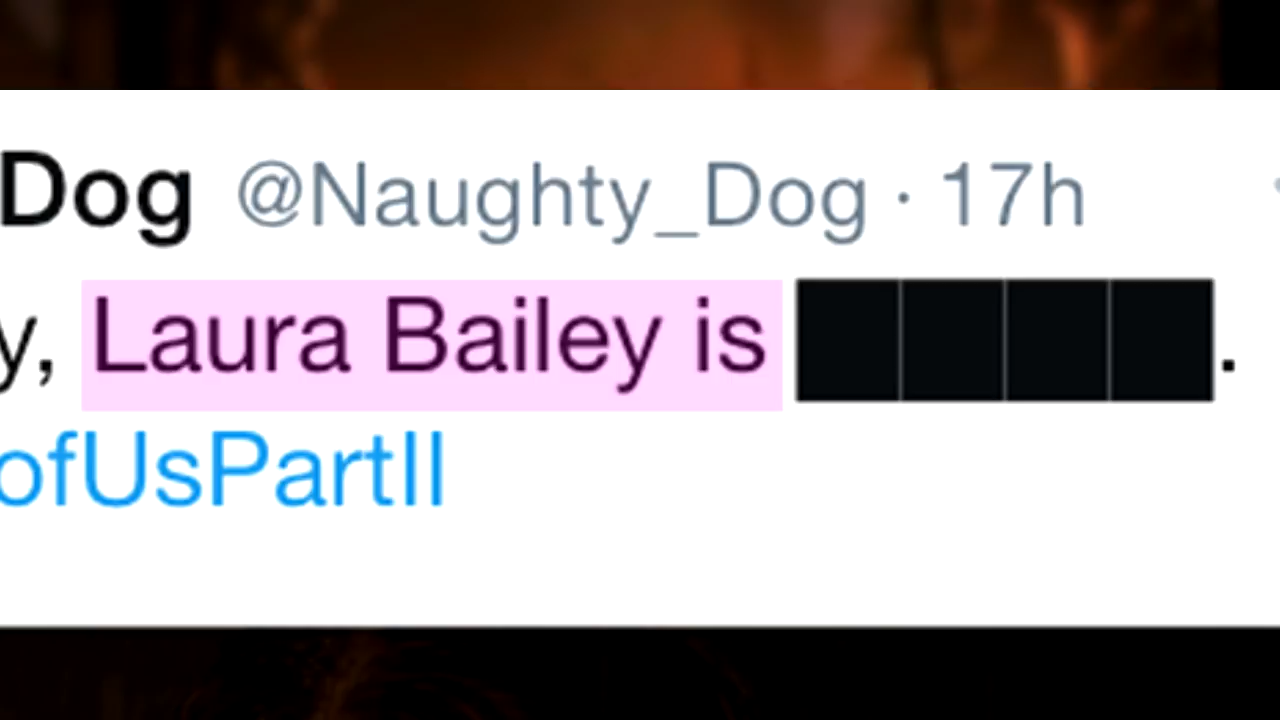 Dog @Naughty_Dog · 17h
y, Laura Bailey is ████.
ofUsPartII